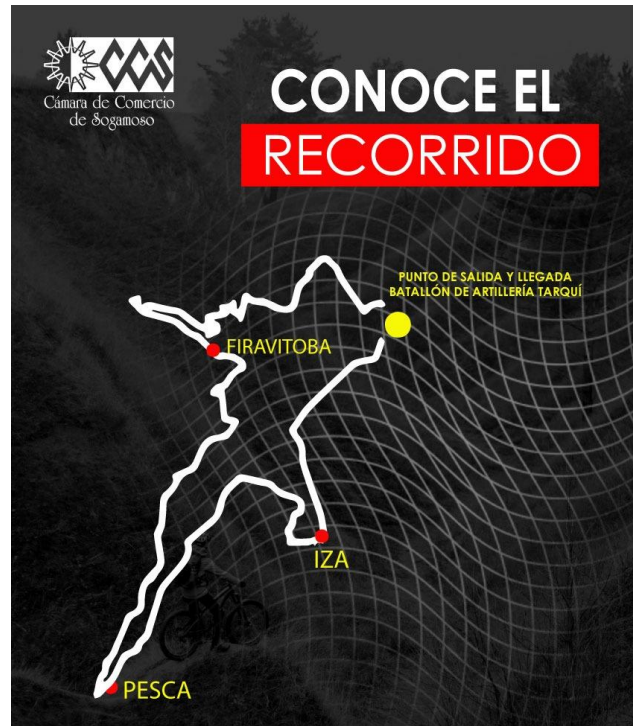 CCS
Cámara de Comercio
de Sogamoso
CONOCE EL
RECORRIDO
PUNTO DE SALIDA Y LLEGADA
BATALLÓN DE ARTILLERÍA TARQUÍ
FIRAVITOBA
IZA
PESCA